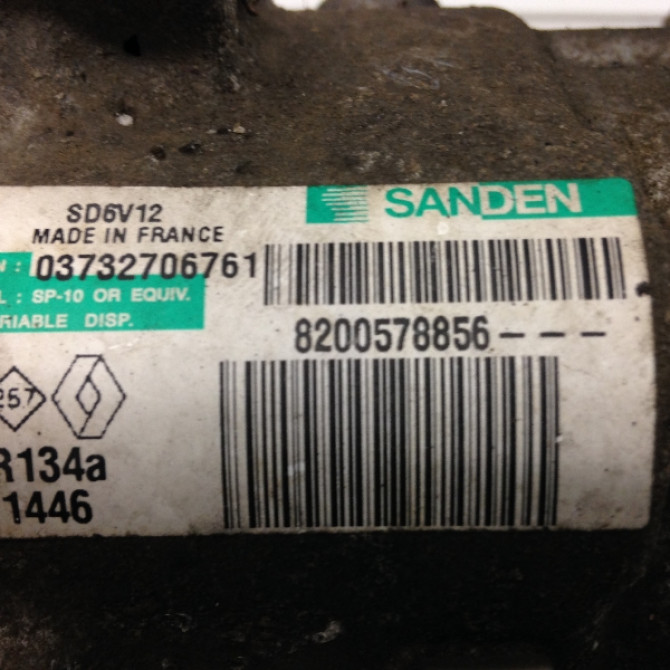 SANDEN
SD6V12
MADE IN FRANCE
: 03732706761
: SP-10 OR EQUIV.
RIABLE DISP.
8200578856---
257
R134a
1446